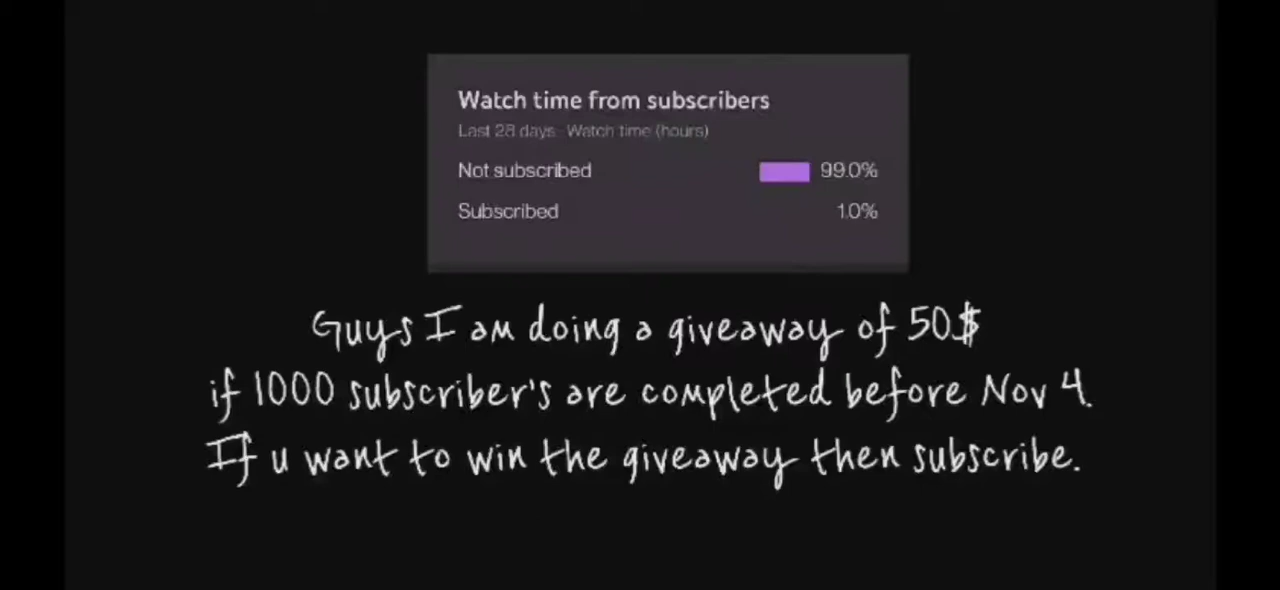 Watch time from subscribers
Last 28 days · Watch time (hours)
Not subscribed 99.0%
Subscribed 1.0%
Guys I am doing a giveaway of 50$
if 1000 subscriber's are completed before Nov 4.
If u want to win the giveaway then subscribe.